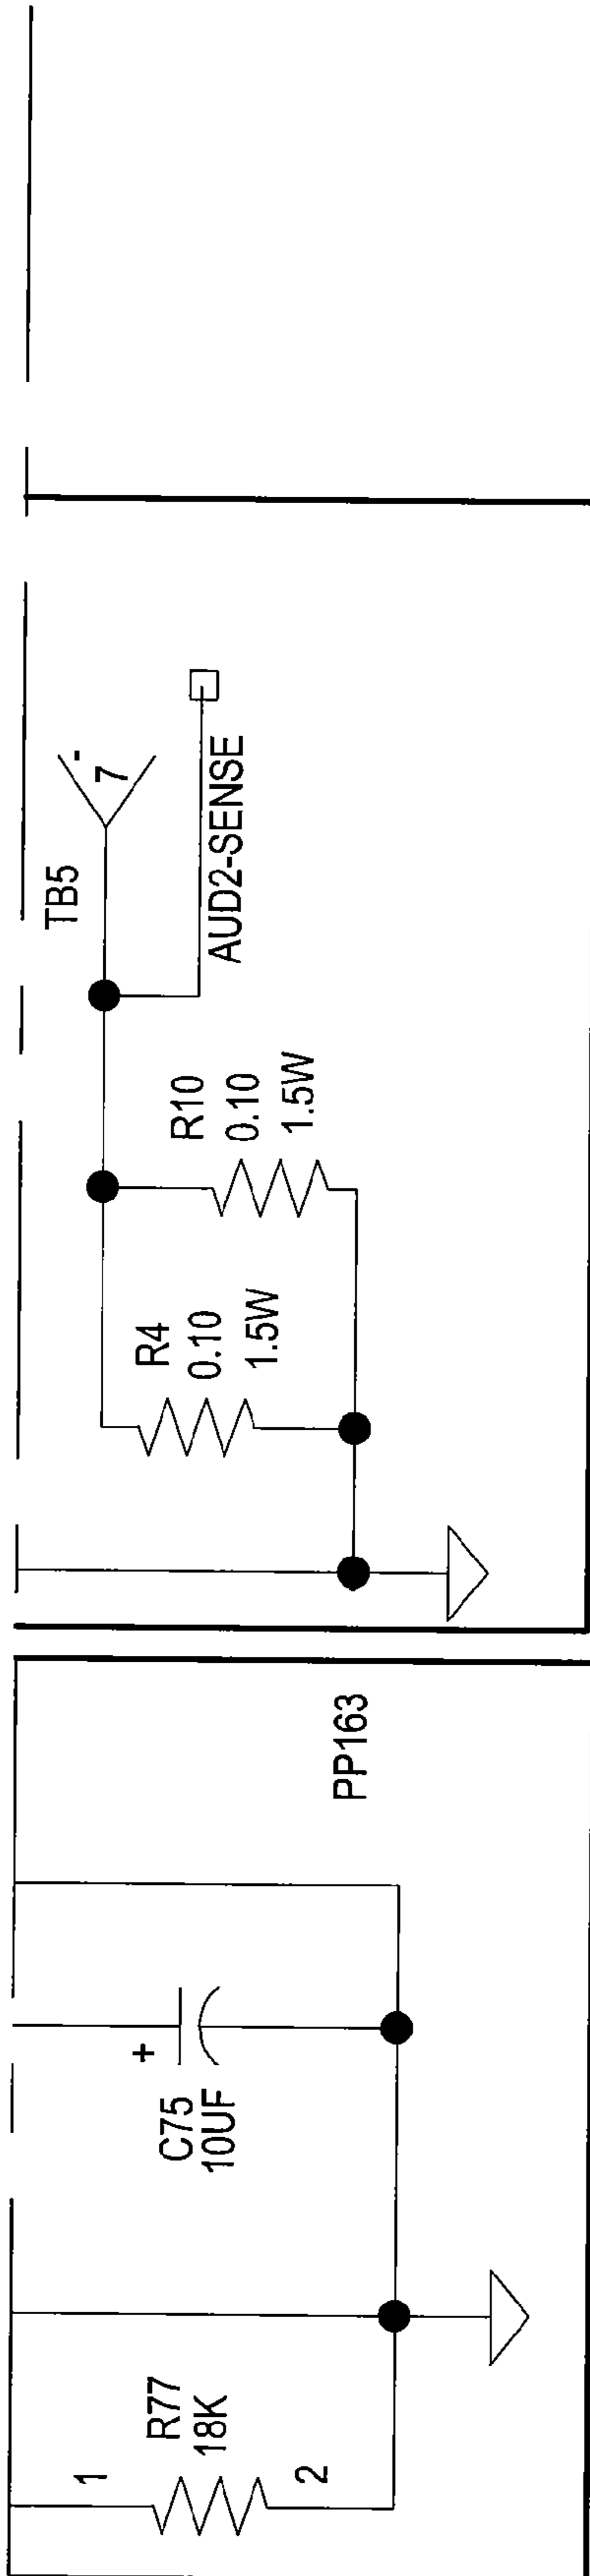 TB5
7
-
AUD2-SENSE
R10
0.10
1.5W
R4
0.10
1.5W
PP163
+
C75
10UF
R77
18K
1
2